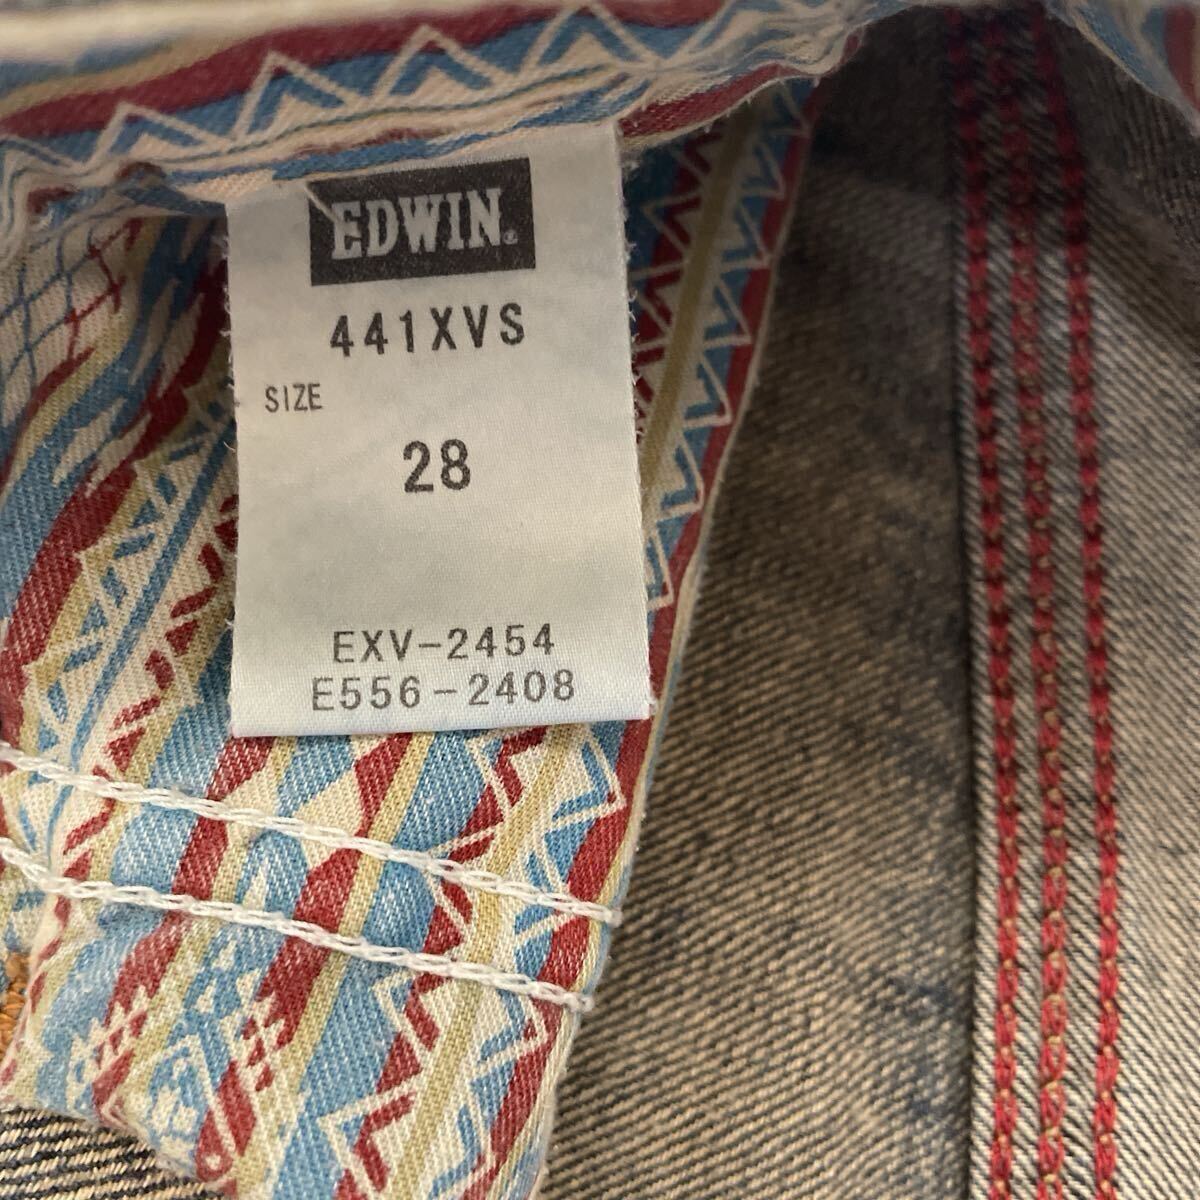 EDWIN®
441XVS
SIZE
28
EXV-2454
E556-2408